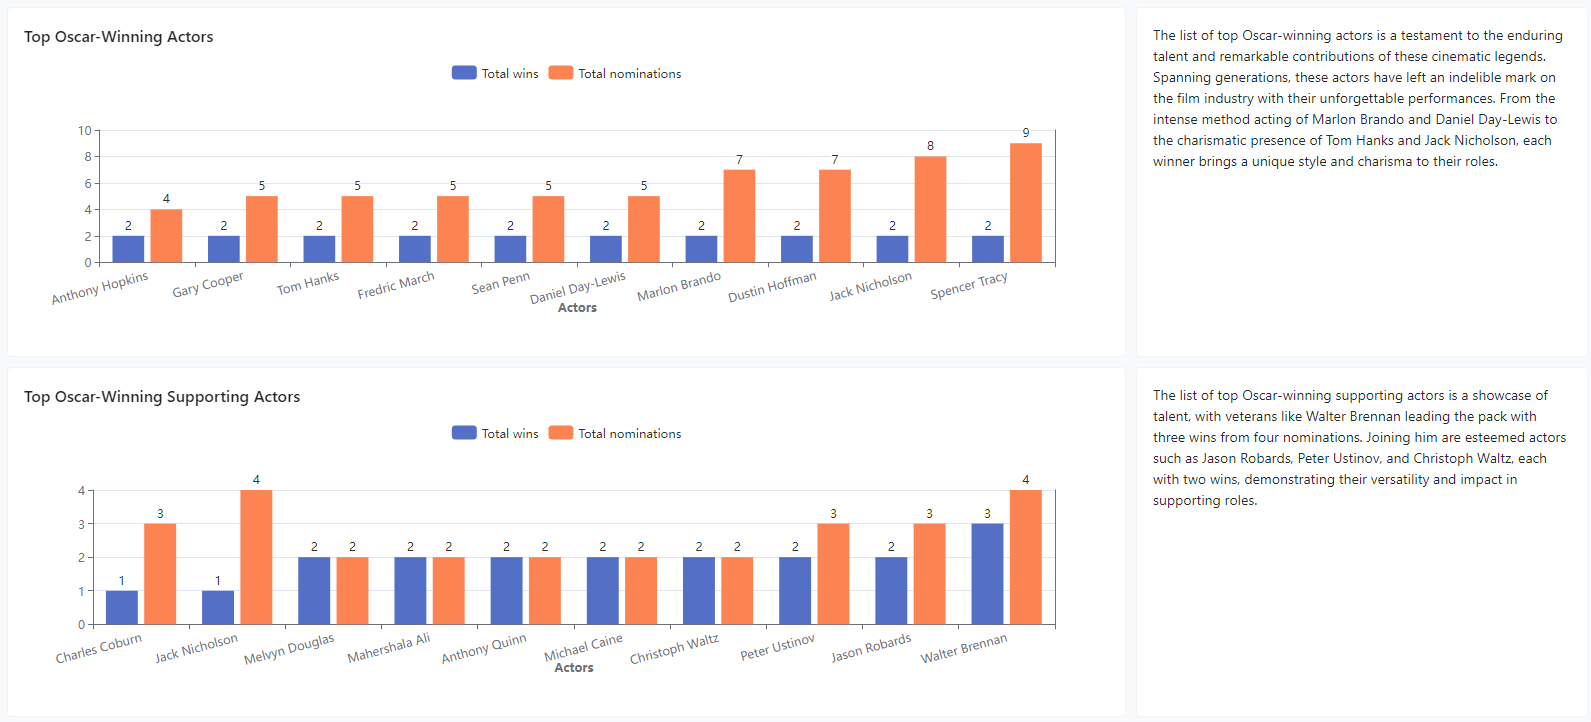 Top Oscar-Winning Actors
Total wins Total nominations
10
8
6
4
2
0
2 4 2 5 2 5 2 5 2 5 2 5 2 7 2 7 2 8 2 9
Anthony Hopkins Gary Cooper Tom Hanks Fredric March Sean Penn Daniel Day-Lewis Marlon Brando Dustin Hoffman Jack Nicholson Spencer Tracy
Actors
The list of top Oscar-winning actors is a testament to the enduring
talent and remarkable contributions of these cinematic legends.
Spanning generations, these actors have left an indelible mark on
the film industry with their unforgettable performances. From the
intense method acting of Marlon Brando and Daniel Day-Lewis to
the charismatic presence of Tom Hanks and Jack Nicholson, each
winner brings a unique style and charisma to their roles.
Top Oscar-Winning Supporting Actors
Total wins Total nominations
4
3
2
1
0
1 3 1 4 2 2 2 2 2 2 2 2 2 2 2 3 2 3 3 4
Charles Coburn Jack Nicholson Melvyn Douglas Mahershala Ali Anthony Quinn Michael Caine Christoph Waltz Peter Ustinov Jason Robards Walter Brennan
Actors
The list of top Oscar-winning supporting actors is a showcase of
talent, with veterans like Walter Brennan leading the pack with
three wins from four nominations. Joining him are esteemed actors
such as Jason Robards, Peter Ustinov, and Christoph Waltz, each
with two wins, demonstrating their versatility and impact in
supporting roles.